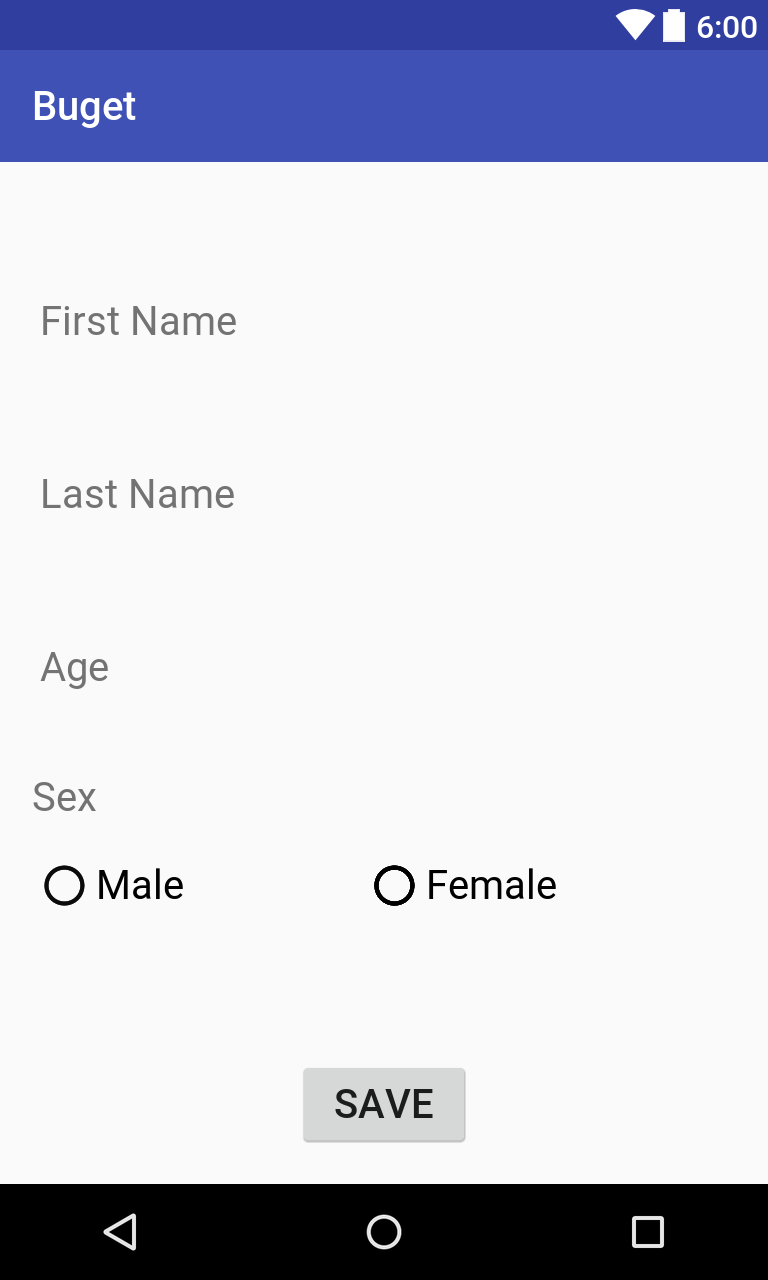 6:00
Buget
First Name
Last Name
Age
Sex
Male Female
SAVE